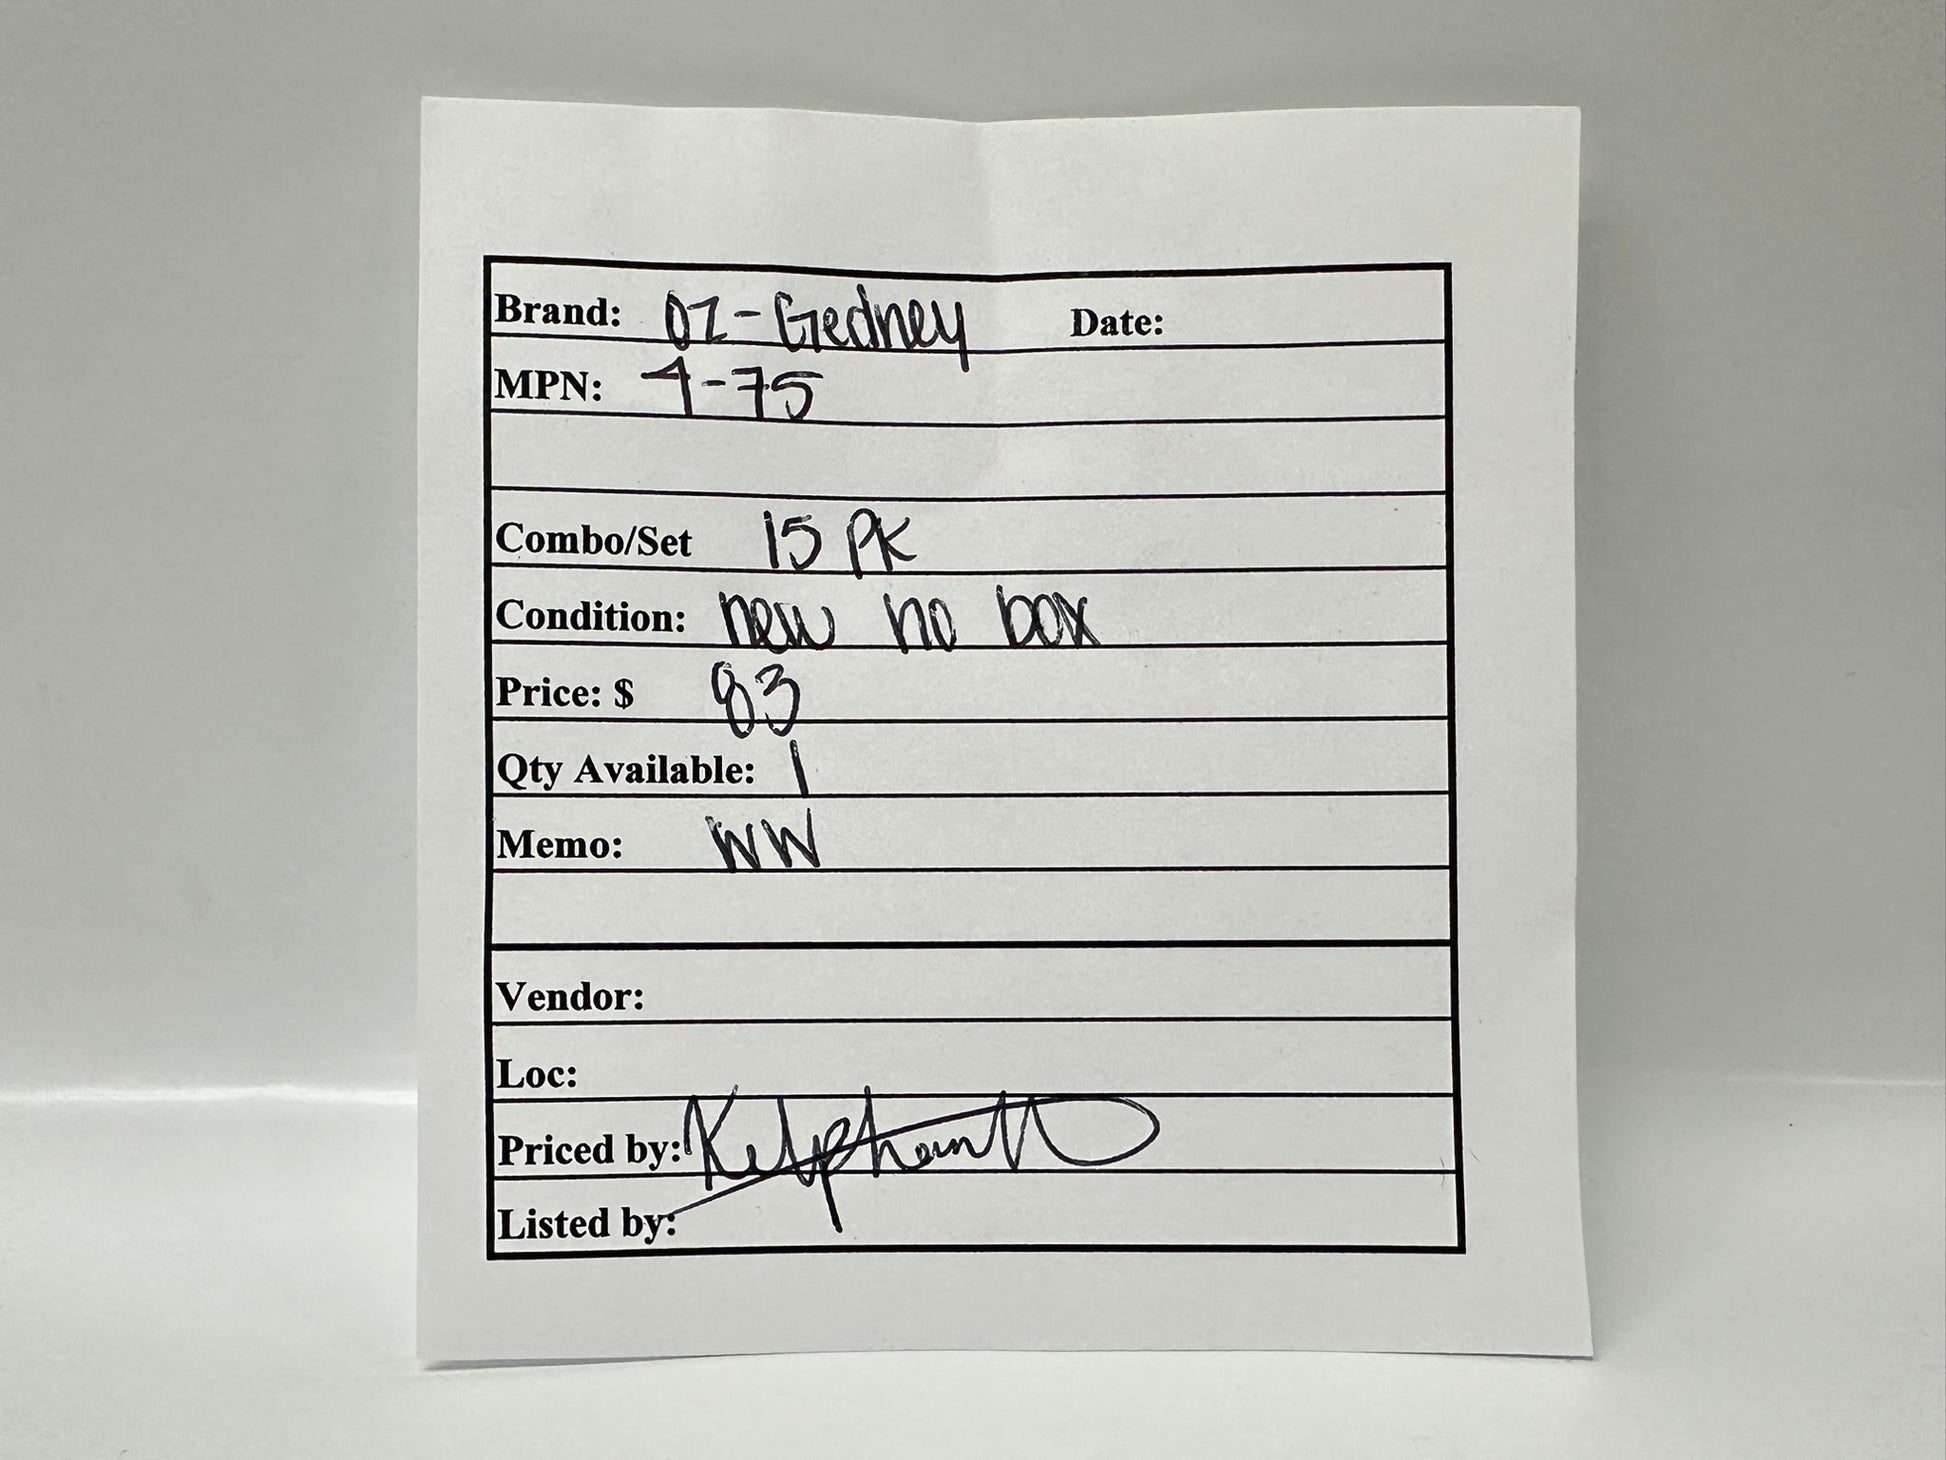 Brand: OZ-Gedney Date:
MPN: 4-75
Combo/Set 15 PK
Condition: new no box
Price: $ 83
Qty Available: 1
Memo: WW
Vendor:
Loc:
Priced by:
Listed by: